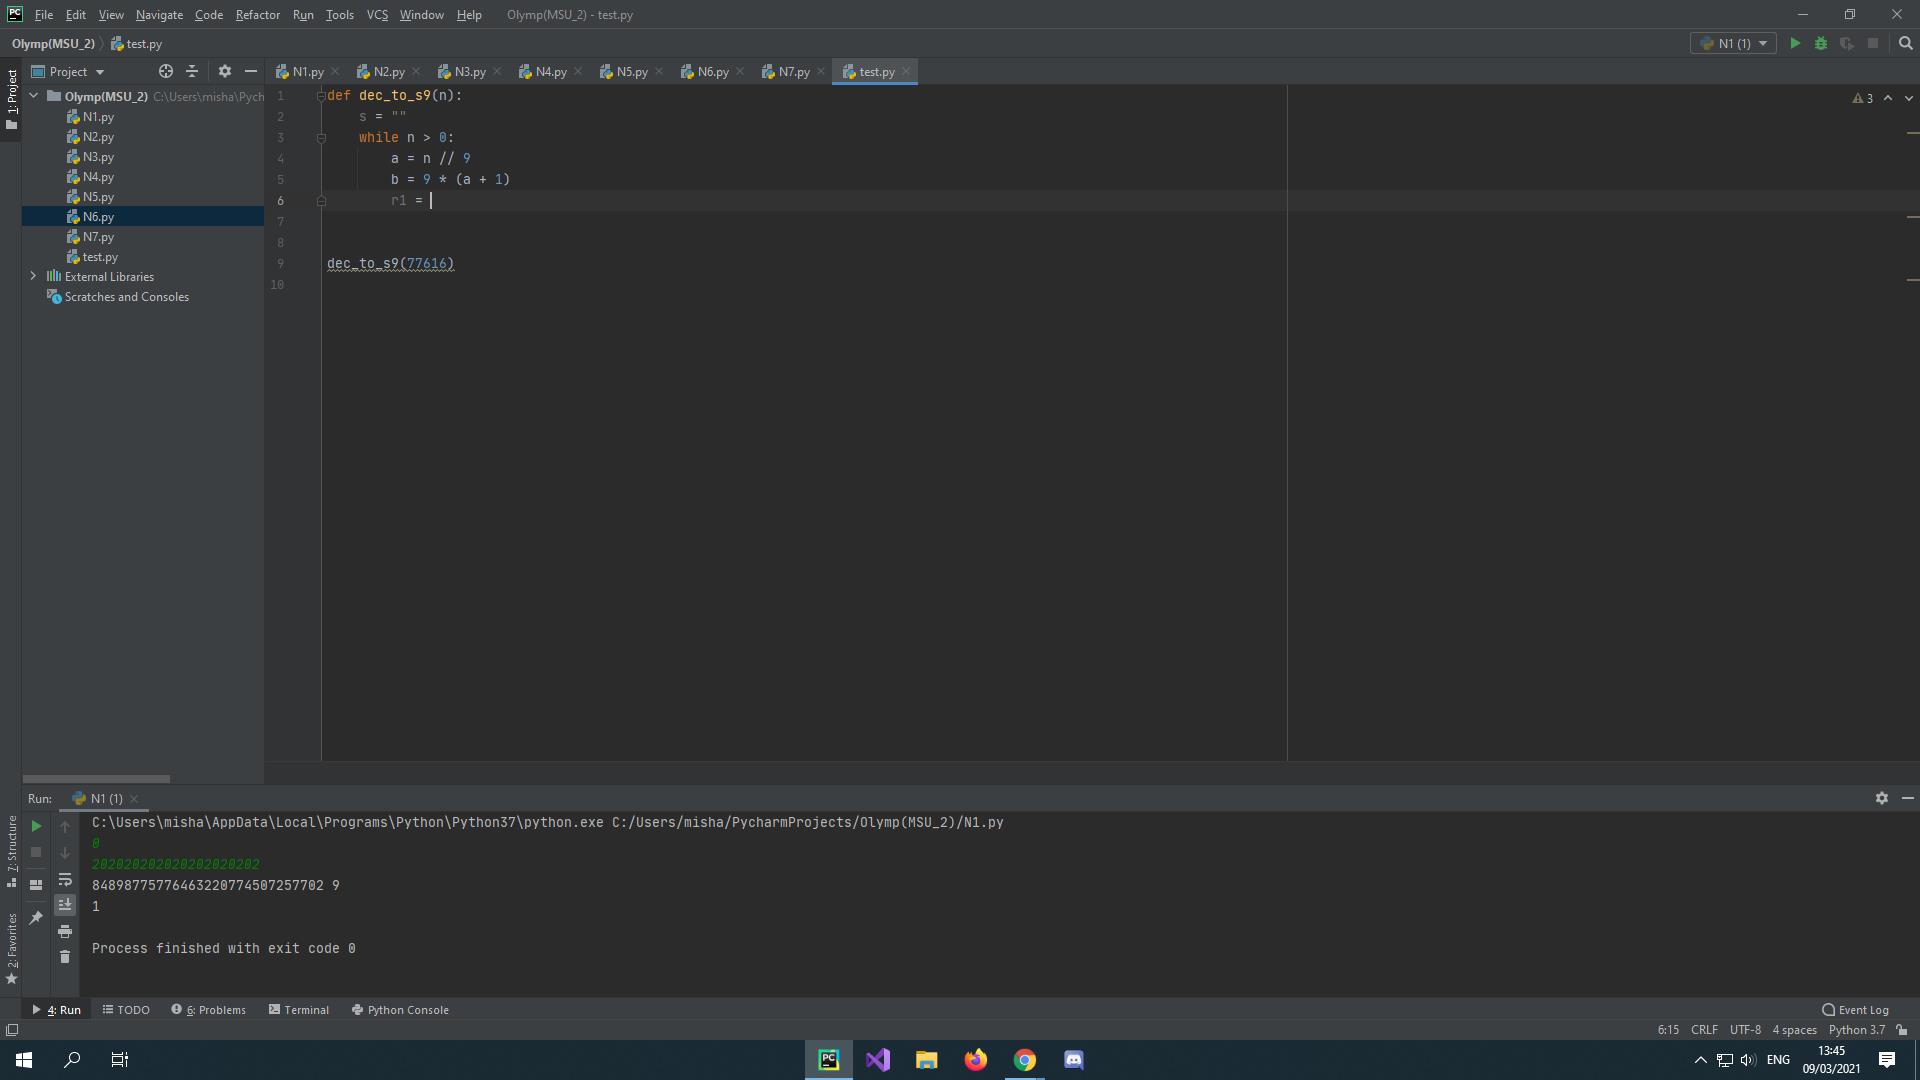 PC File Edit View Navigate Code Refactor Run Tools VCS Window Help Olymp(MSU_2) - test.py
Olymp(MSU_2) test.py N1 (1)
Project N1.py N2.py N3.py N4.py N5.py N6.py N7.py test.py
1: Project
Olymp(MSU_2) C:\Users\misha\Pych
N1.py
N2.py
N3.py
N4.py
N5.py
N6.py
N7.py
test.py
External Libraries
Scratches and Consoles
3
1 def dec_to_s9(n):
2 s = ""
3 while n > 0:
4 a = n // 9
5 b = 9 * (a + 1)
6 r1 =
7
8
9 dec_to_s9(77616)
10
Run: N1 (1)
C:\Users\misha\AppData\Local\Programs\Python\Python37\python.exe C:/Users/misha/PycharmProjects/Olymp(MSU_2)/N1.py
0
202020202020202020202
8489877577646322077450725770​2 9
1
Process finished with exit code 0
7: Structure
2: Favorites
4: Run TODO 6: Problems Terminal Python Console Event Log
6:15 CRLF UTF-8 4 spaces Python 3.7
PC ENG 13:45
09/03/2021